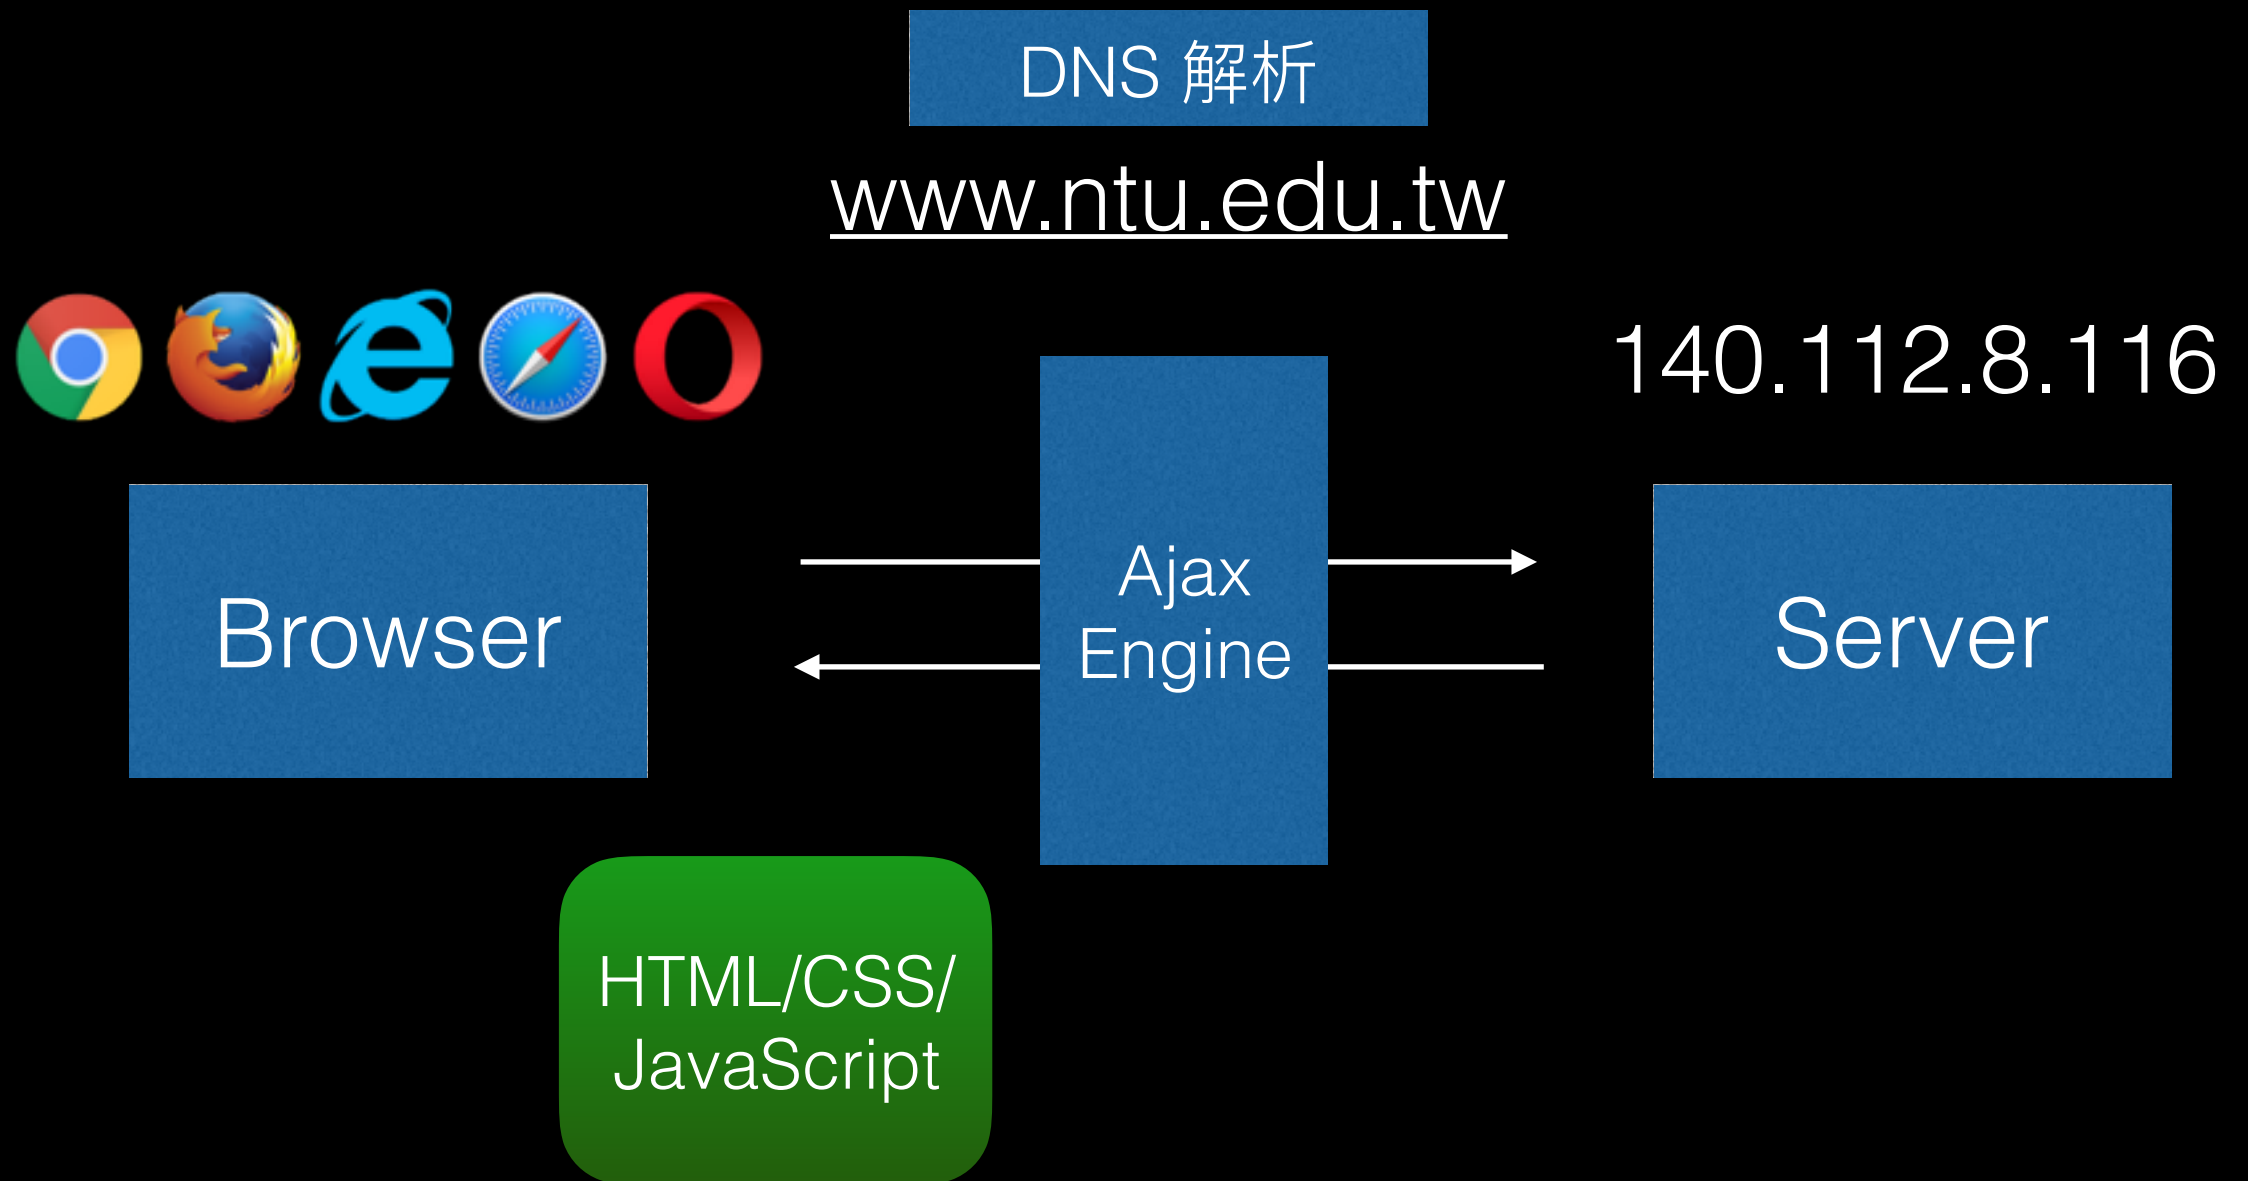 DNS 解析
www.ntu.edu.tw
140.112.8.116
Browser
Ajax
Engine
Server
HTML/CSS/
JavaScript